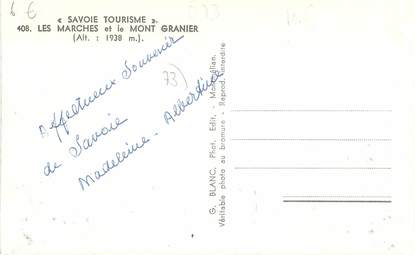 6 €
« SAVOIE TOURISME ».
408. LES MARCHES et le MONT GRANIER
(Alt. : 1938 m.).
73)
Affectueux Souvenir
de Savoie
Madeleine - Albertine
G. BLANC. Phot. Edit. - Montmélian.
Véritable photo au bromure - Reprod. interdite